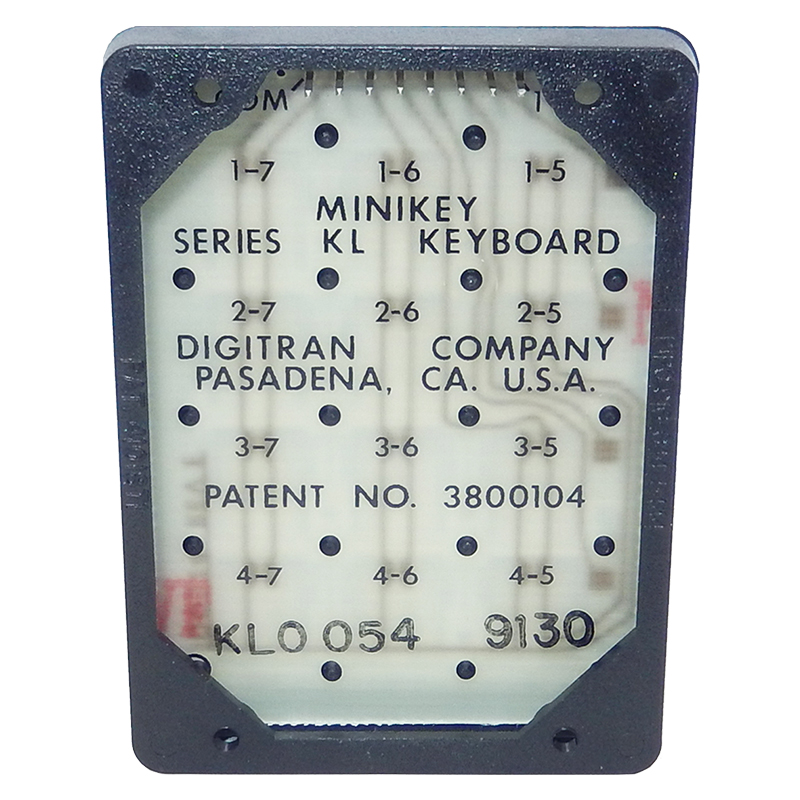 1-7 1-6 1-5
MINIKEY
SERIES KL KEYBOARD
2-7 2-6 2-5
DIGITRAN COMPANY
PASADENA, CA. U.S.A.
3-7 3-6 3-5
PATENT NO. 3800104
4-7 4-6 4-5
KL0 054 9130